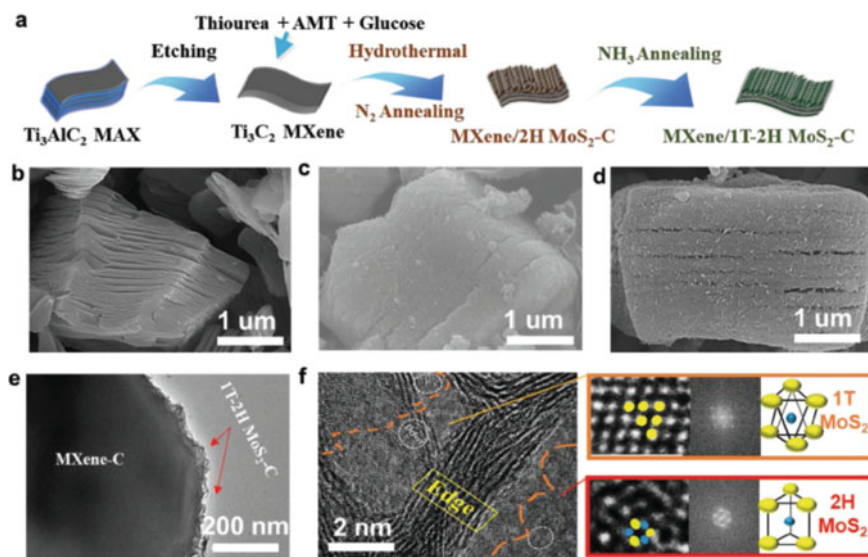 a
Thiourea + AMT + Glucose
Etching
Hydrothermal
NH₃ Annealing
N₂ Annealing
Ti₃AlC₂ MAX
Ti₃C₂ MXene
MXene/2H MoS₂-C
MXene/1T-2H MoS₂-C
b
1 um
c
1 um
d
1 um
e
MXene-C
1T-2H MoS₂-C
200 nm
f
Edge
2 nm
1T
MoS₂
2H
MoS₂